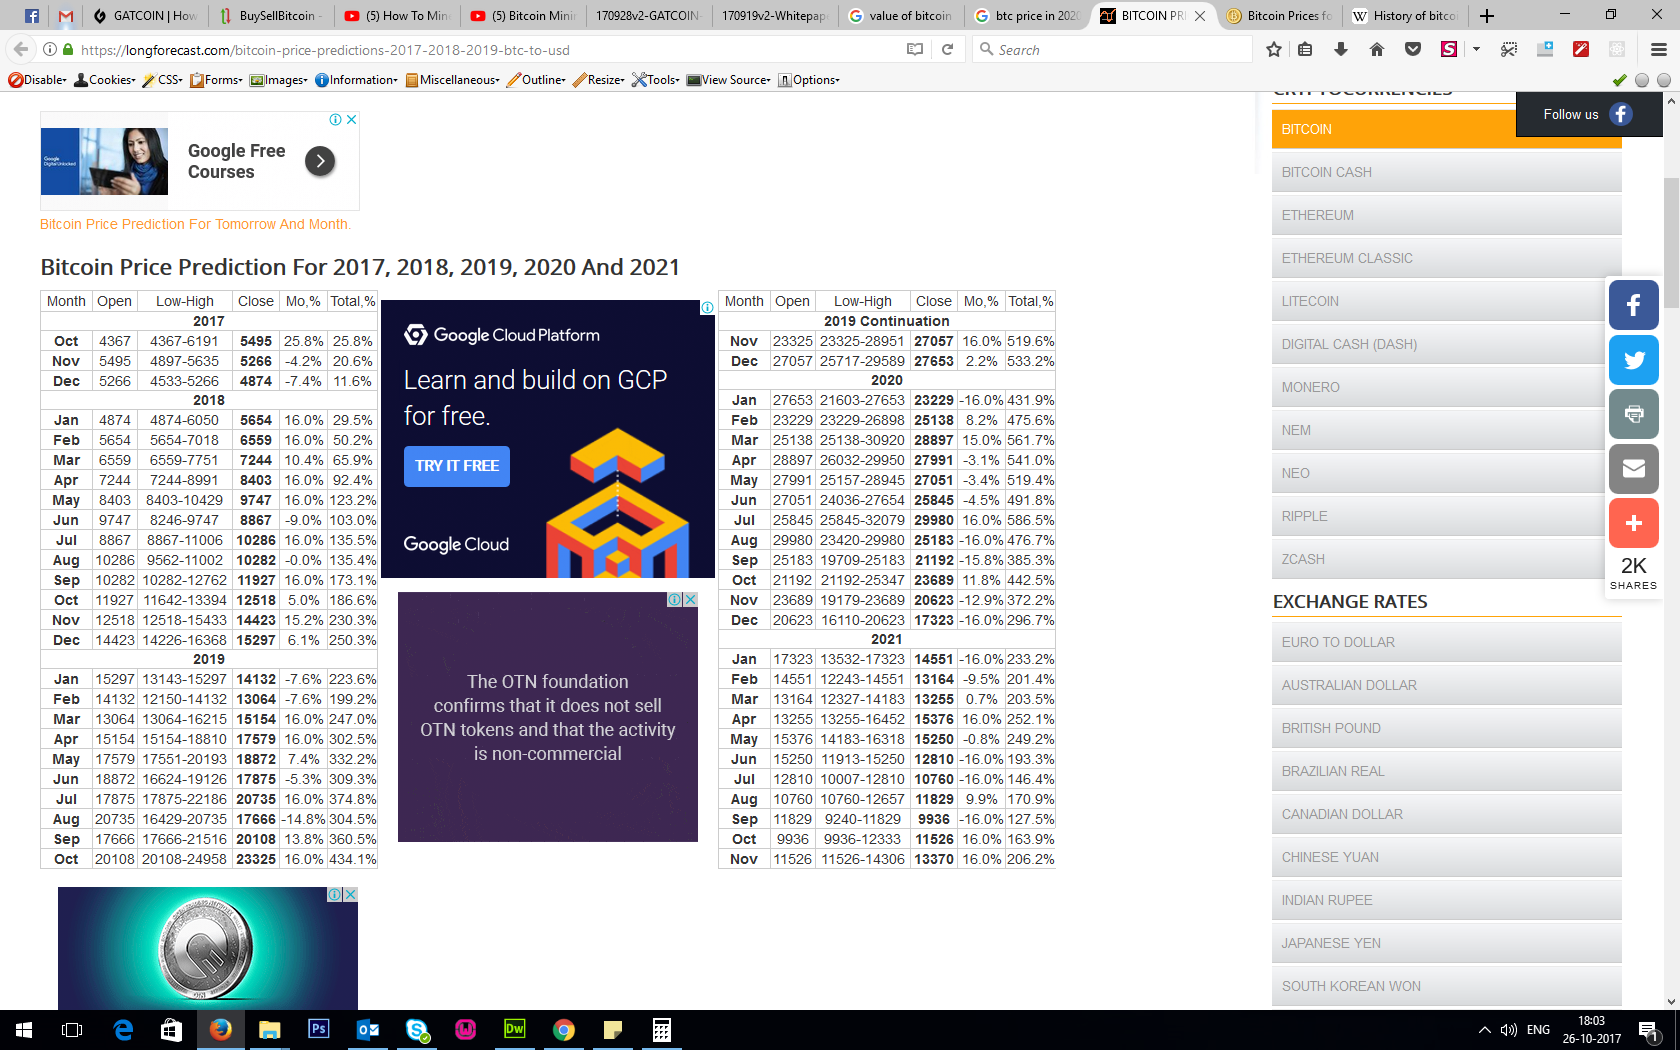 GATCOIN | How
BuySellBitcoin -
(5) How To Mine
(5) Bitcoin Minin
170928v2-GATCOIN-
170919v2-Whitepape
value of bitcoin
btc price in 2020
BITCOIN PRI
Bitcoin Prices fo
History of bitcoi
https://longforecast.com/bitcoin-price-predictions-2017-2018-2019-btc-to-usd
Search
Disable Cookies CSS Forms Images Information Miscellaneous Outline Resize Tools View Source Options
CRYPTOCURRENCIES
Follow us
Google Free
Courses
Bitcoin Price Prediction For Tomorrow And Month.
Bitcoin Price Prediction For 2017, 2018, 2019, 2020 And 2021
Month Open Low-High Close Mo,% Total,%
2017
Oct 4367 4367-6191 5495 25.8% 25.8%
Nov 5495 4897-5635 5266 -4.2% 20.6%
Dec 5266 4533-5266 4874 -7.4% 11.6%
2018
Jan 4874 4874-6050 5654 16.0% 29.5%
Feb 5654 5654-7018 6559 16.0% 50.2%
Mar 6559 6559-7751 7244 10.4% 65.9%
Apr 7244 7244-8991 8403 16.0% 92.4%
May 8403 8403-10429 9747 16.0% 123.2%
Jun 9747 8246-9747 8867 -9.0% 103.0%
Jul 8867 8867-11006 10286 16.0% 135.5%
Aug 10286 9562-11002 10282 -0.0% 135.4%
Sep 10282 10282-12762 11927 16.0% 173.1%
Oct 11927 11642-13394 12518 5.0% 186.6%
Nov 12518 12518-15433 14423 15.2% 230.3%
Dec 14423 14226-16368 15297 6.1% 250.3%
2019
Jan 15297 13143-15297 14132 -7.6% 223.6%
Feb 14132 12150-14132 13064 -7.6% 199.2%
Mar 13064 13064-16215 15154 16.0% 247.0%
Apr 15154 15154-18810 17579 16.0% 302.5%
May 17579 17551-20193 18872 7.4% 332.2%
Jun 18872 16624-19126 17875 -5.3% 309.3%
Jul 17875 17875-22186 20735 16.0% 374.8%
Aug 20735 16429-20735 17666 -14.8% 304.5%
Sep 17666 17666-21516 20108 13.8% 360.5%
Oct 20108 20108-24958 23325 16.0% 434.1%
Google Cloud Platform
Learn and build on GCP
for free.
TRY IT FREE
Google Cloud
The OTN foundation
confirms that it does not sell
OTN tokens and that the activity
is non-commercial
Month Open Low-High Close Mo,% Total,%
2019 Continuation
Nov 23325 23325-28951 27057 16.0% 519.6%
Dec 27057 25717-29589 27653 2.2% 533.2%
2020
Jan 27653 21603-27653 23229 -16.0% 431.9%
Feb 23229 23229-26898 25138 8.2% 475.6%
Mar 25138 25138-30920 28897 15.0% 561.7%
Apr 28897 26032-29950 27991 -3.1% 541.0%
May 27991 25157-28945 27051 -3.4% 519.4%
Jun 27051 24036-27654 25845 -4.5% 491.8%
Jul 25845 25845-32079 29980 16.0% 586.5%
Aug 29980 23420-29980 25183 -16.0% 476.7%
Sep 25183 19709-25183 21192 -15.8% 385.3%
Oct 21192 21192-25347 23689 11.8% 442.5%
Nov 23689 19179-23689 20623 -12.9% 372.2%
Dec 20623 16110-20623 17323 -16.0% 296.7%
2021
Jan 17323 13532-17323 14551 -16.0% 233.2%
Feb 14551 12243-14551 13164 -9.5% 201.4%
Mar 13164 12327-14183 13255 0.7% 203.5%
Apr 13255 13255-16452 15376 16.0% 252.1%
May 15376 14183-16318 15250 -0.8% 249.2%
Jun 15250 11913-15250 12810 -16.0% 193.3%
Jul 12810 10007-12810 10760 -16.0% 146.4%
Aug 10760 10760-12657 11829 9.9% 170.9%
Sep 11829 9240-11829 9936 -16.0% 127.5%
Oct 9936 9936-12333 11526 16.0% 163.9%
Nov 11526 11526-14306 13370 16.0% 206.2%
BITCOIN
BITCOIN CASH
ETHEREUM
ETHEREUM CLASSIC
LITECOIN
DIGITAL CASH (DASH)
MONERO
NEM
NEO
RIPPLE
ZCASH
EXCHANGE RATES
EURO TO DOLLAR
AUSTRALIAN DOLLAR
BRITISH POUND
BRAZILIAN REAL
CANADIAN DOLLAR
CHINESE YUAN
INDIAN RUPEE
JAPANESE YEN
SOUTH KOREAN WON
2K
SHARES
Ps
Dw
ENG
18:03
26-10-2017
1